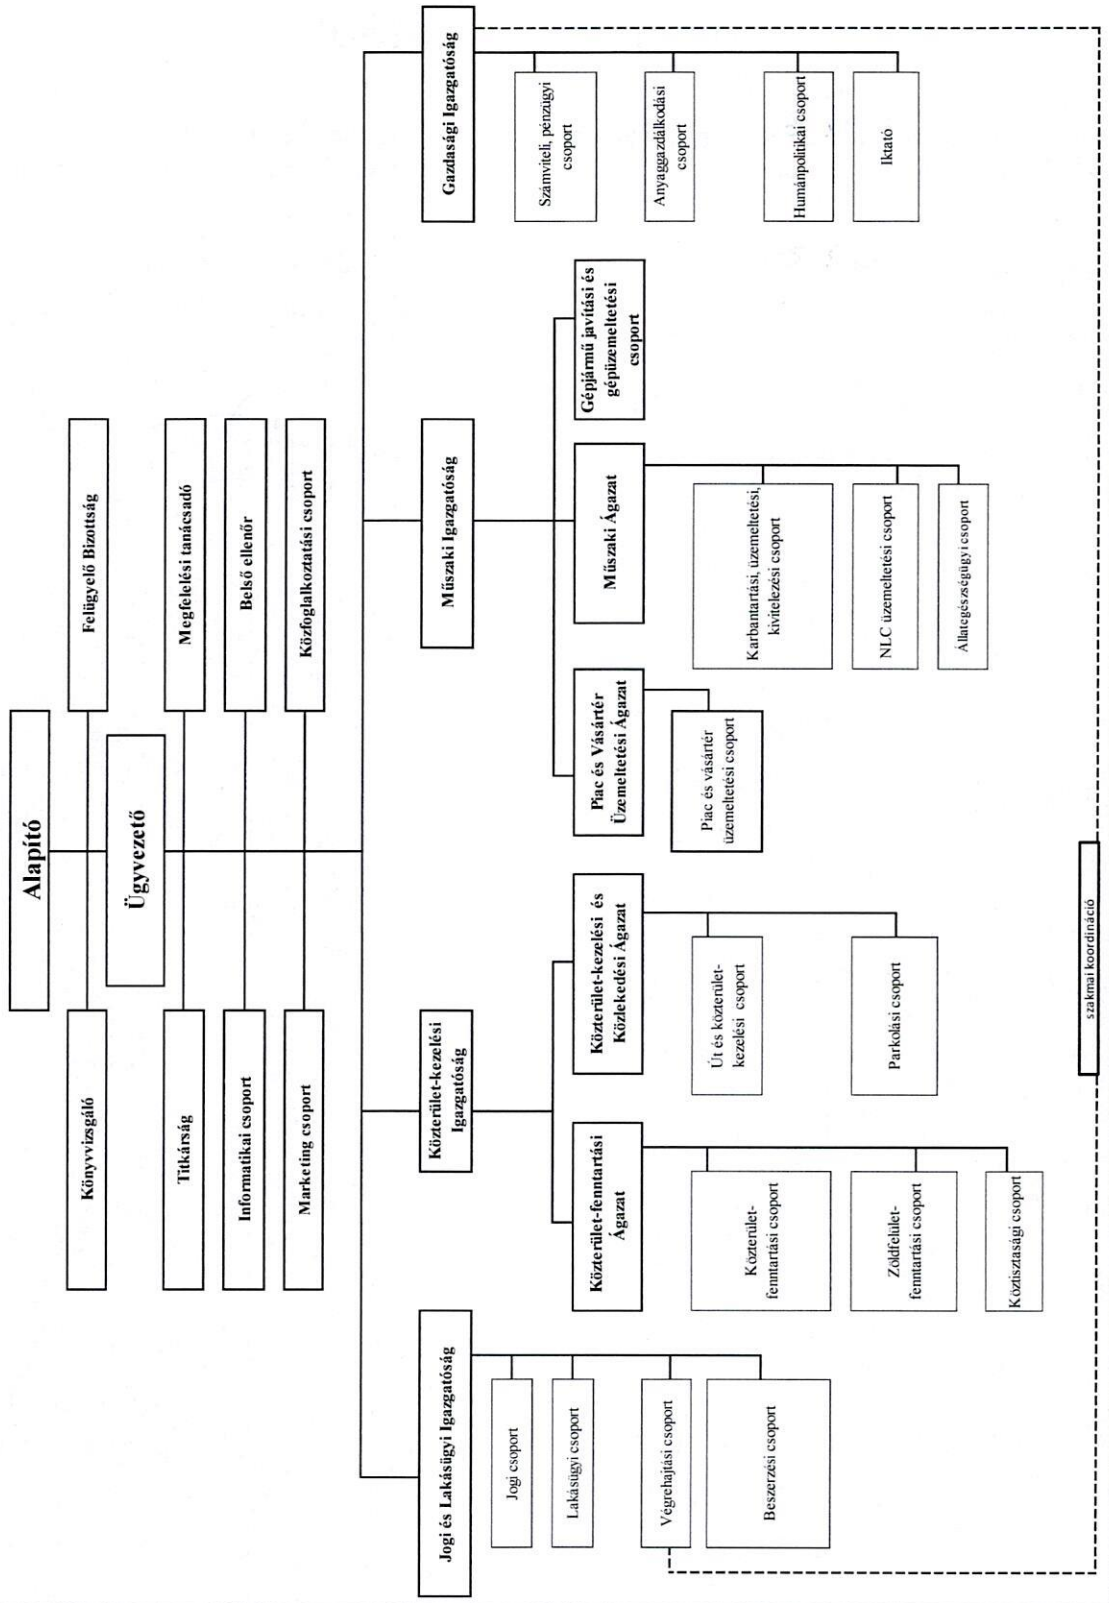 Alapító
Könyvvizsgáló
Felügyelő Bizottság
Ügyvezető
Titkárság
Megfelelési tanácsadó
Informatikai csoport
Belső ellenőr
Marketing csoport
Közfoglalkoztatási csoport
Jogi és Lakásügyi Igazgatóság
Közterület-kezelési
Igazgatóság
Műszaki Igazgatóság
Gazdasági Igazgatóság
Jogi csoport
Lakásügyi csoport
Végrehajtási csoport
Beszerzési csoport
Közterület-fenntartási
Ágazat
Közterület-
fenntartási csoport
Zöldfelület-
fenntartási csoport
Köztisztasági csoport
Közterület-kezelési és
Közlekedési Ágazat
Út és közterület-
kezelési csoport
Parkolási csoport
Piac és Vásártér
Üzemeltetési Ágazat
Piac és vásártér
üzemeltetési csoport
Műszaki Ágazat
Karbantartási, üzemeltetési,
kivitelezési csoport
NLC üzemeltetési csoport
Állategészségügyi csoport
Gépjármű javítási és
gépüzemeltetési
csoport
Számviteli, pénzügyi
csoport
Anyaggazdálkodási
csoport
Humánpolitikai csoport
Iktató
szakmai koordináció